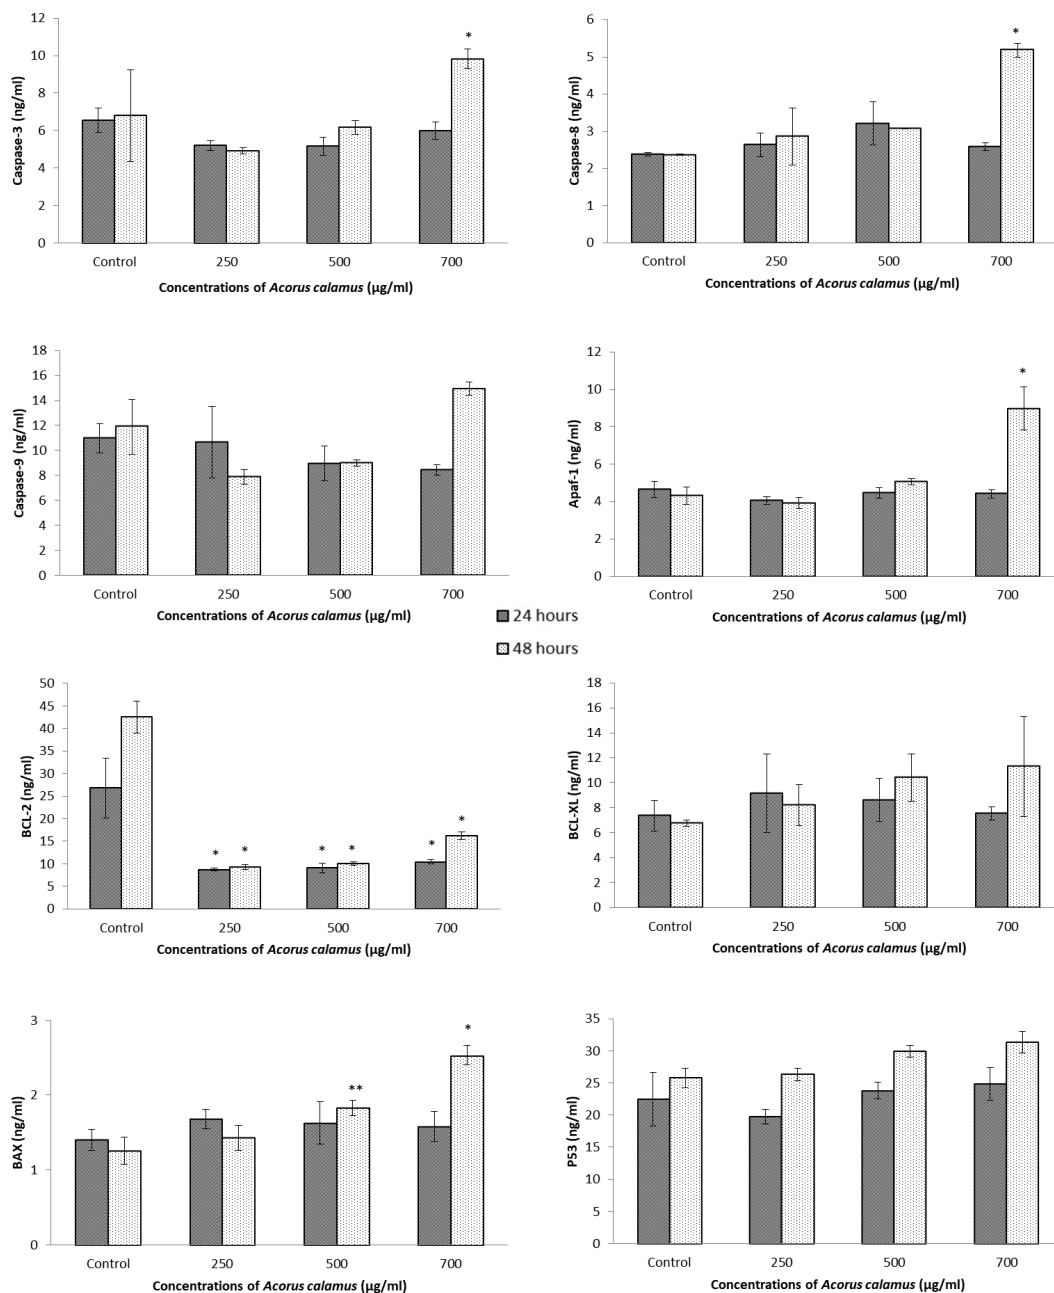 12
10
8
6
4
2
0
Caspase-3 (ng/ml)
*
Control 250 500 700
Concentrations of Acorus calamus (µg/ml)
6
5
4
3
2
1
0
Caspase-8 (ng/ml)
*
Control 250 500 700
Concentrations of Acorus calamus (µg/ml)
18
16
14
12
10
8
6
4
2
0
Caspase-9 (ng/ml)
Control 250 500 700
Concentrations of Acorus calamus (µg/ml)
12
10
8
6
4
2
0
Apaf-1 (ng/ml)
*
Control 250 500 700
Concentrations of Acorus calamus (µg/ml)
24 hours
48 hours
50
45
40
35
30
25
20
15
10
5
0
BCL-2 (ng/ml)
* * * * * *
Control 250 500 700
Concentrations of Acorus calamus (µg/ml)
18
16
14
12
10
8
6
4
2
0
BCL-XL (ng/ml)
Control 250 500 700
Concentrations of Acorus calamus (µg/ml)
3
2
1
0
BAX (ng/ml)
** *
Control 250 500 700
Concentrations of Acorus calamus (µg/ml)
35
30
25
20
15
10
5
0
P53 (ng/ml)
Control 250 500 700
Concentrations of Acorus calamus (µg/ml)